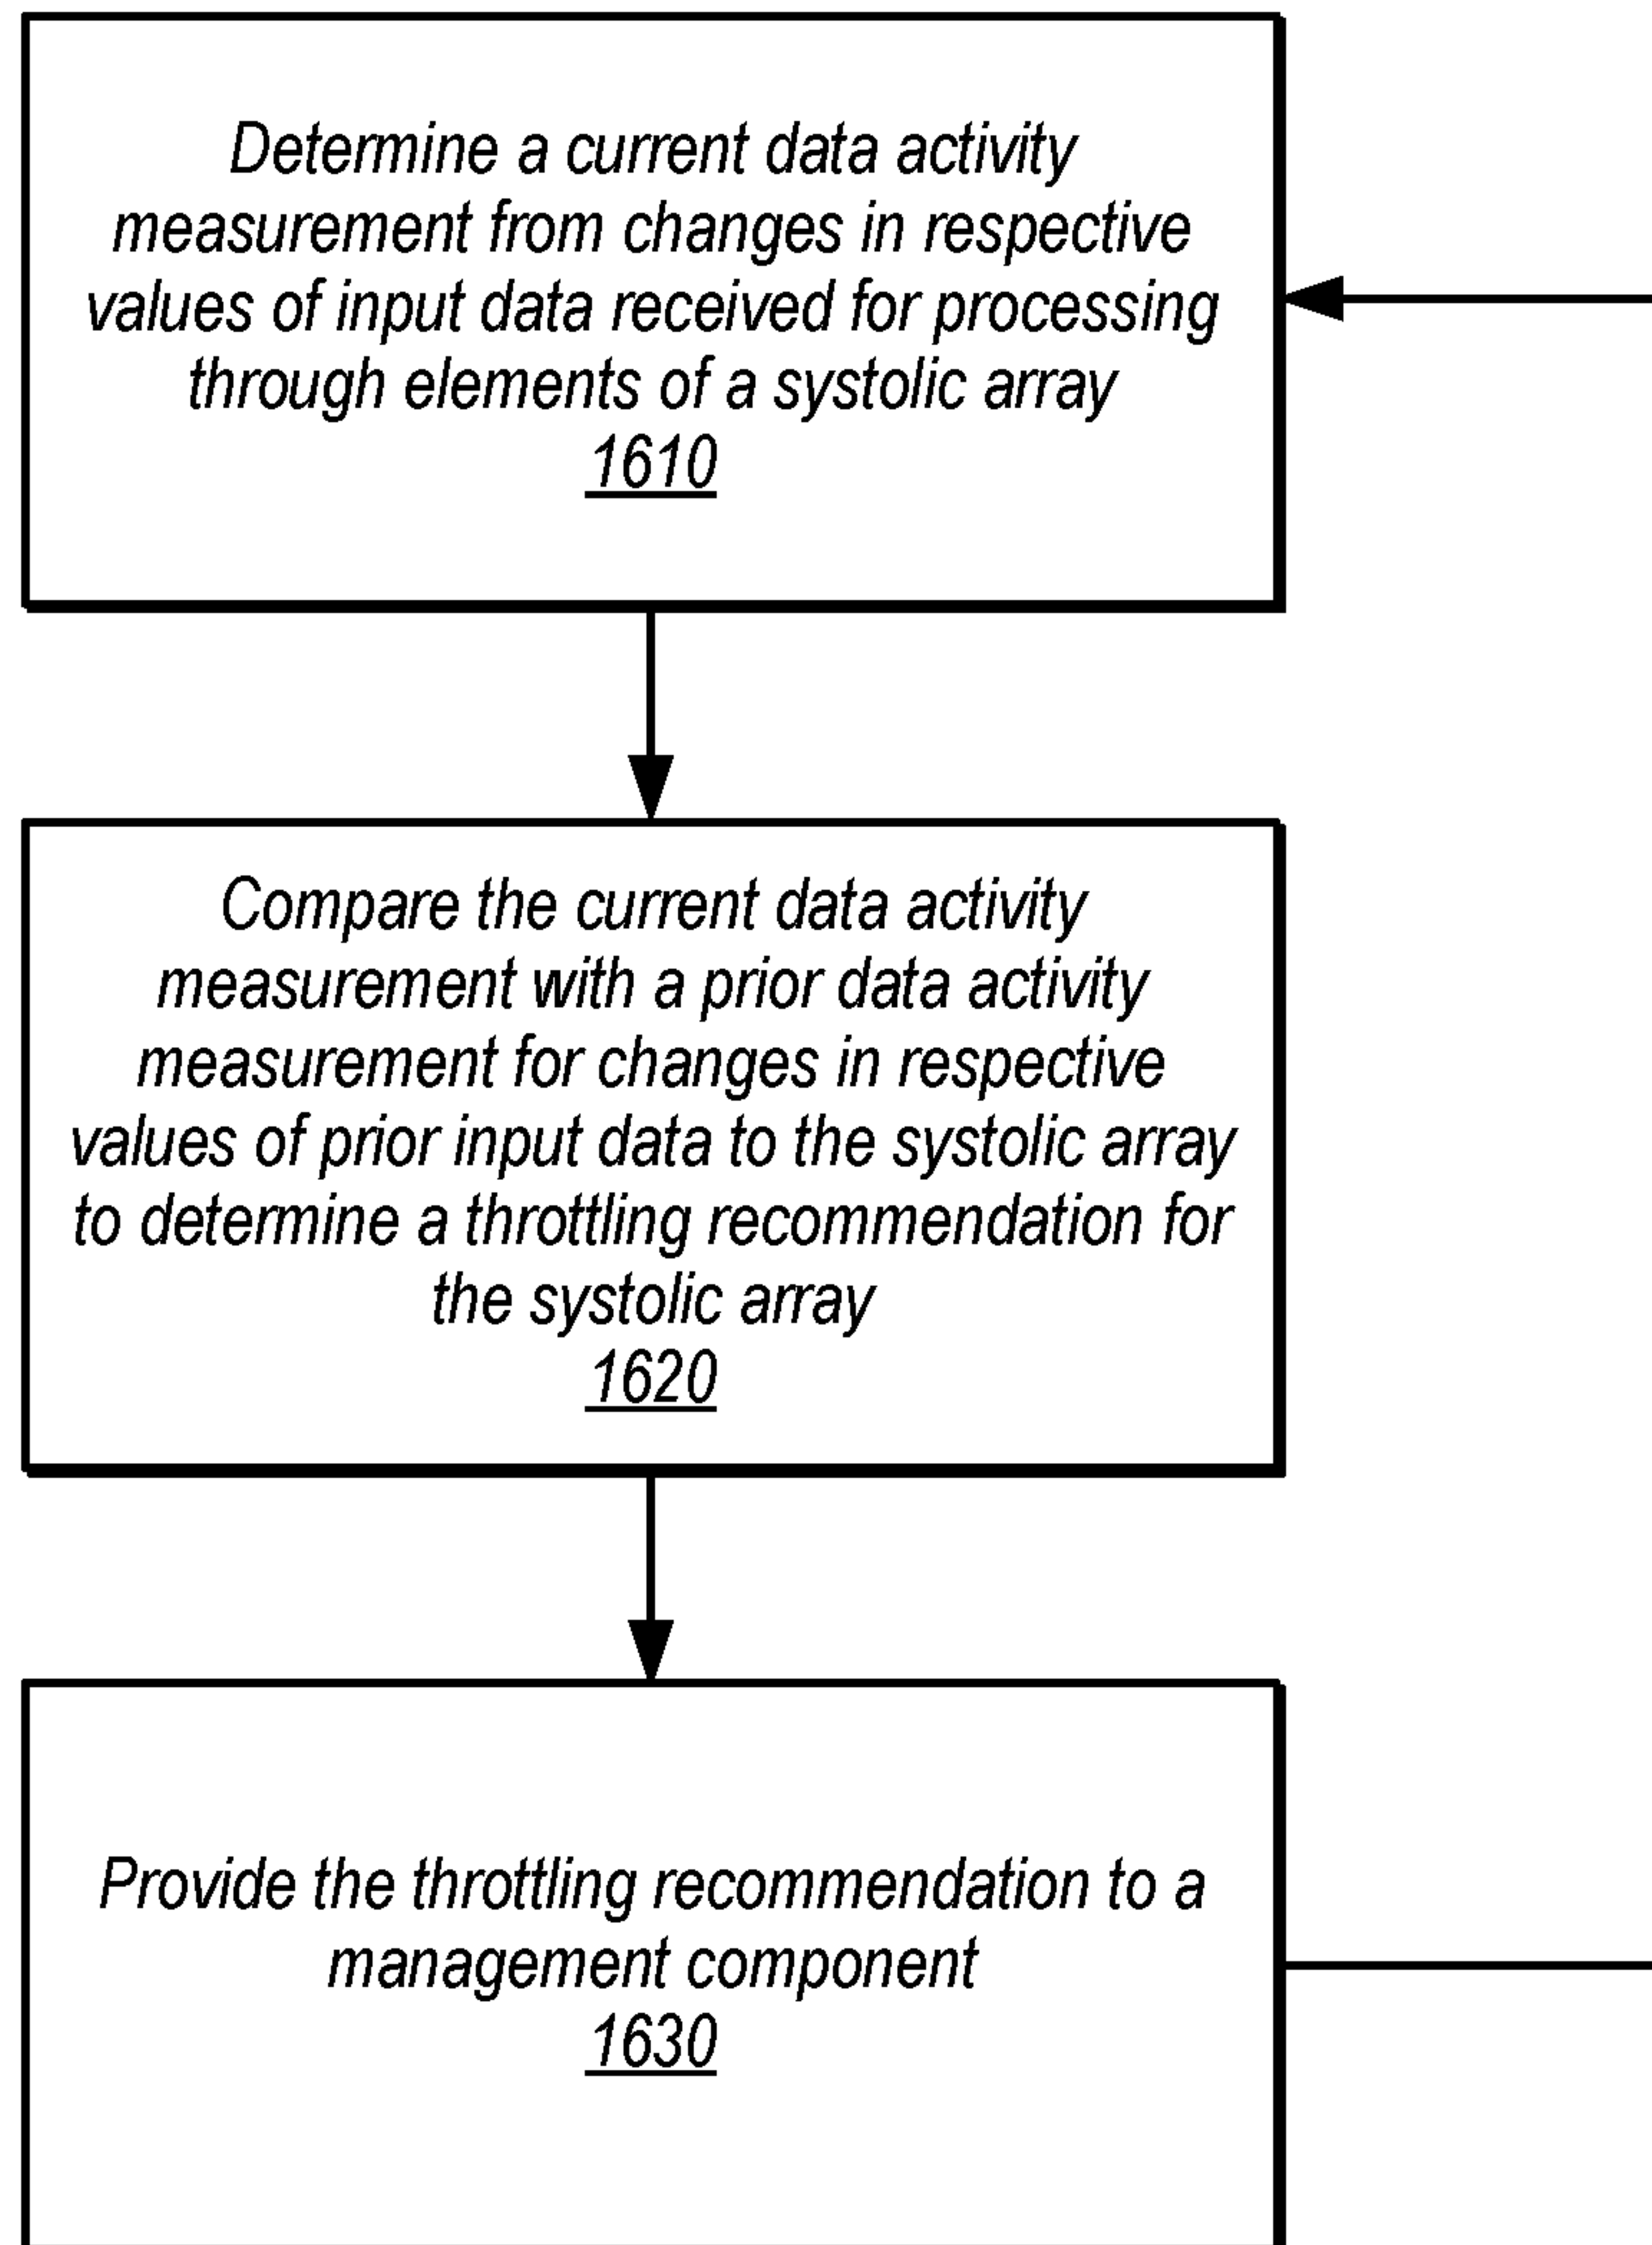 Determine a current data activity
measurement from changes in respective
values of input data received for processing
through elements of a systolic array
1610
Compare the current data activity
measurement with a prior data activity
measurement for changes in respective
values of prior input data to the systolic array
to determine a throttling recommendation for
the systolic array
1620
Provide the throttling recommendation to a
management component
1630